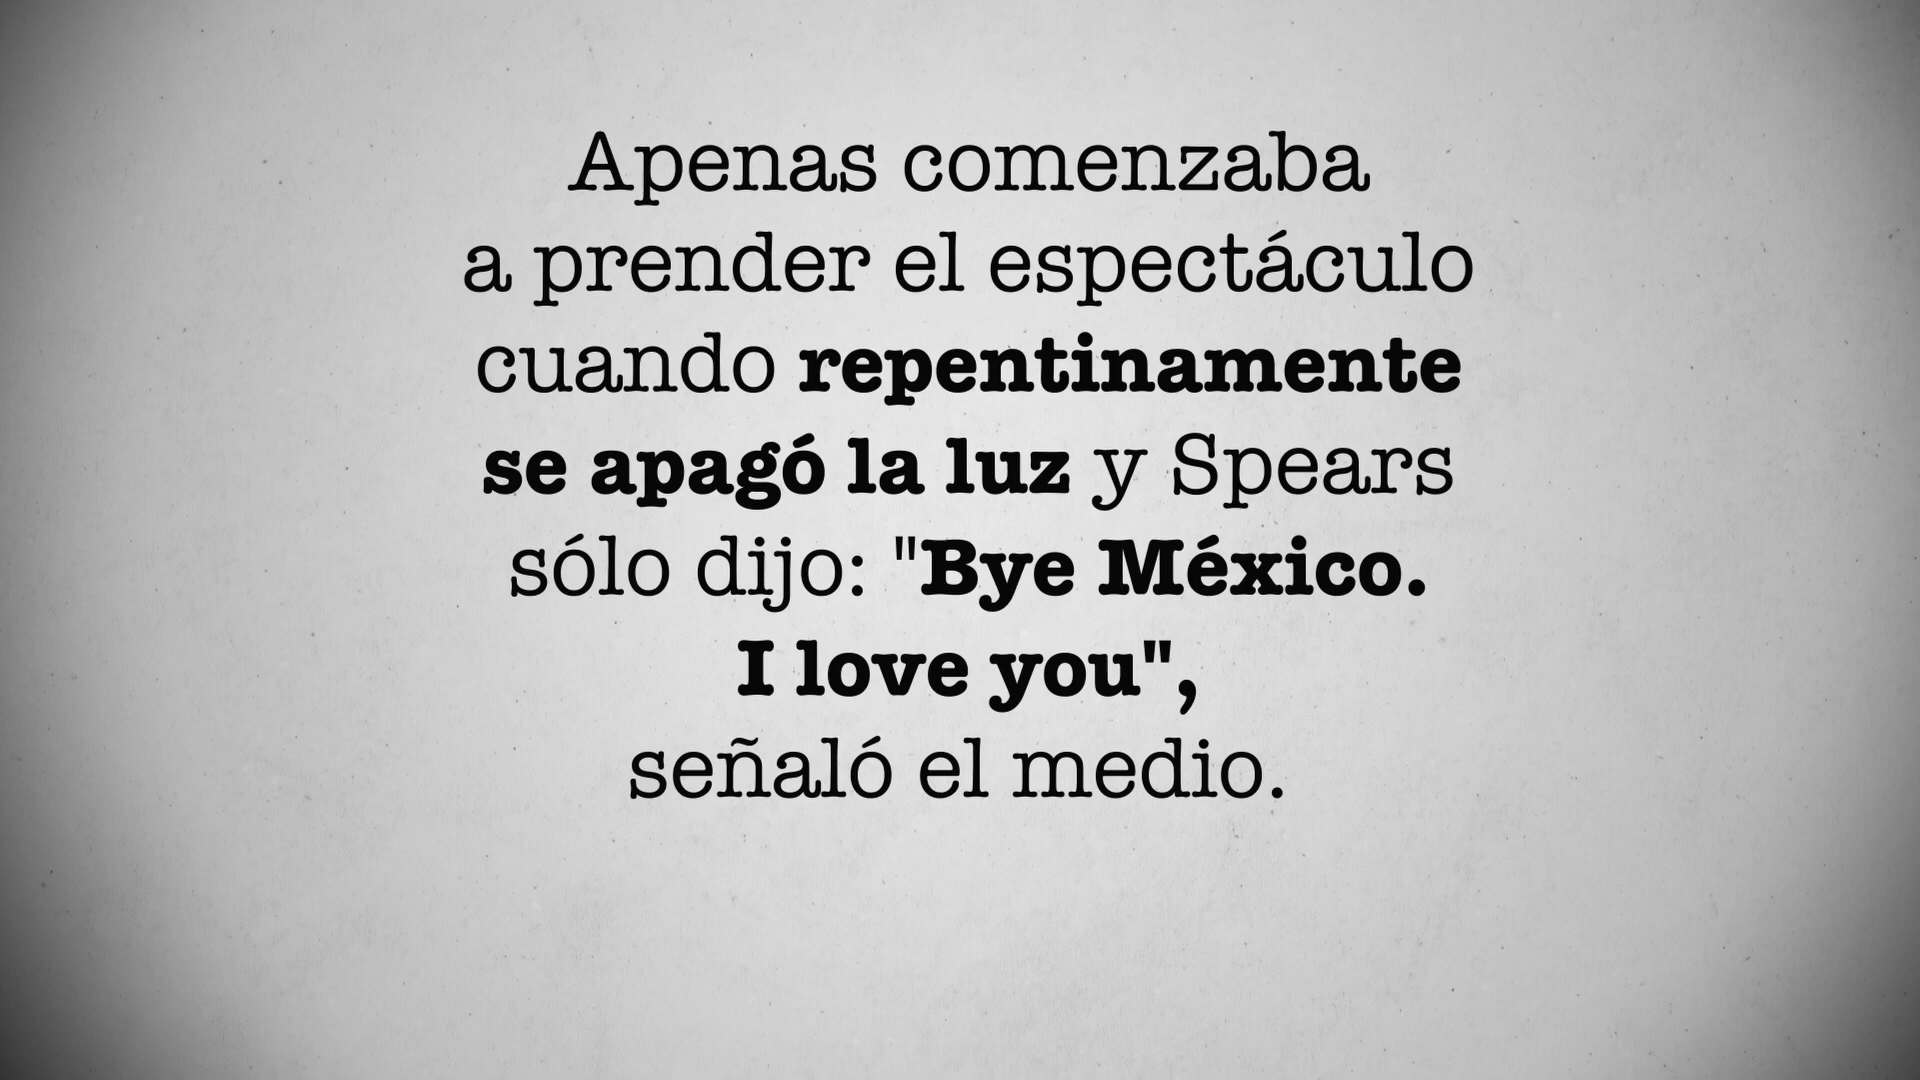 Apenas comenzaba
a prender el espectáculo
cuando repentinamente
se apagó la luz y Spears
sólo dijo: "Bye México.
I love you",
señaló el medio.